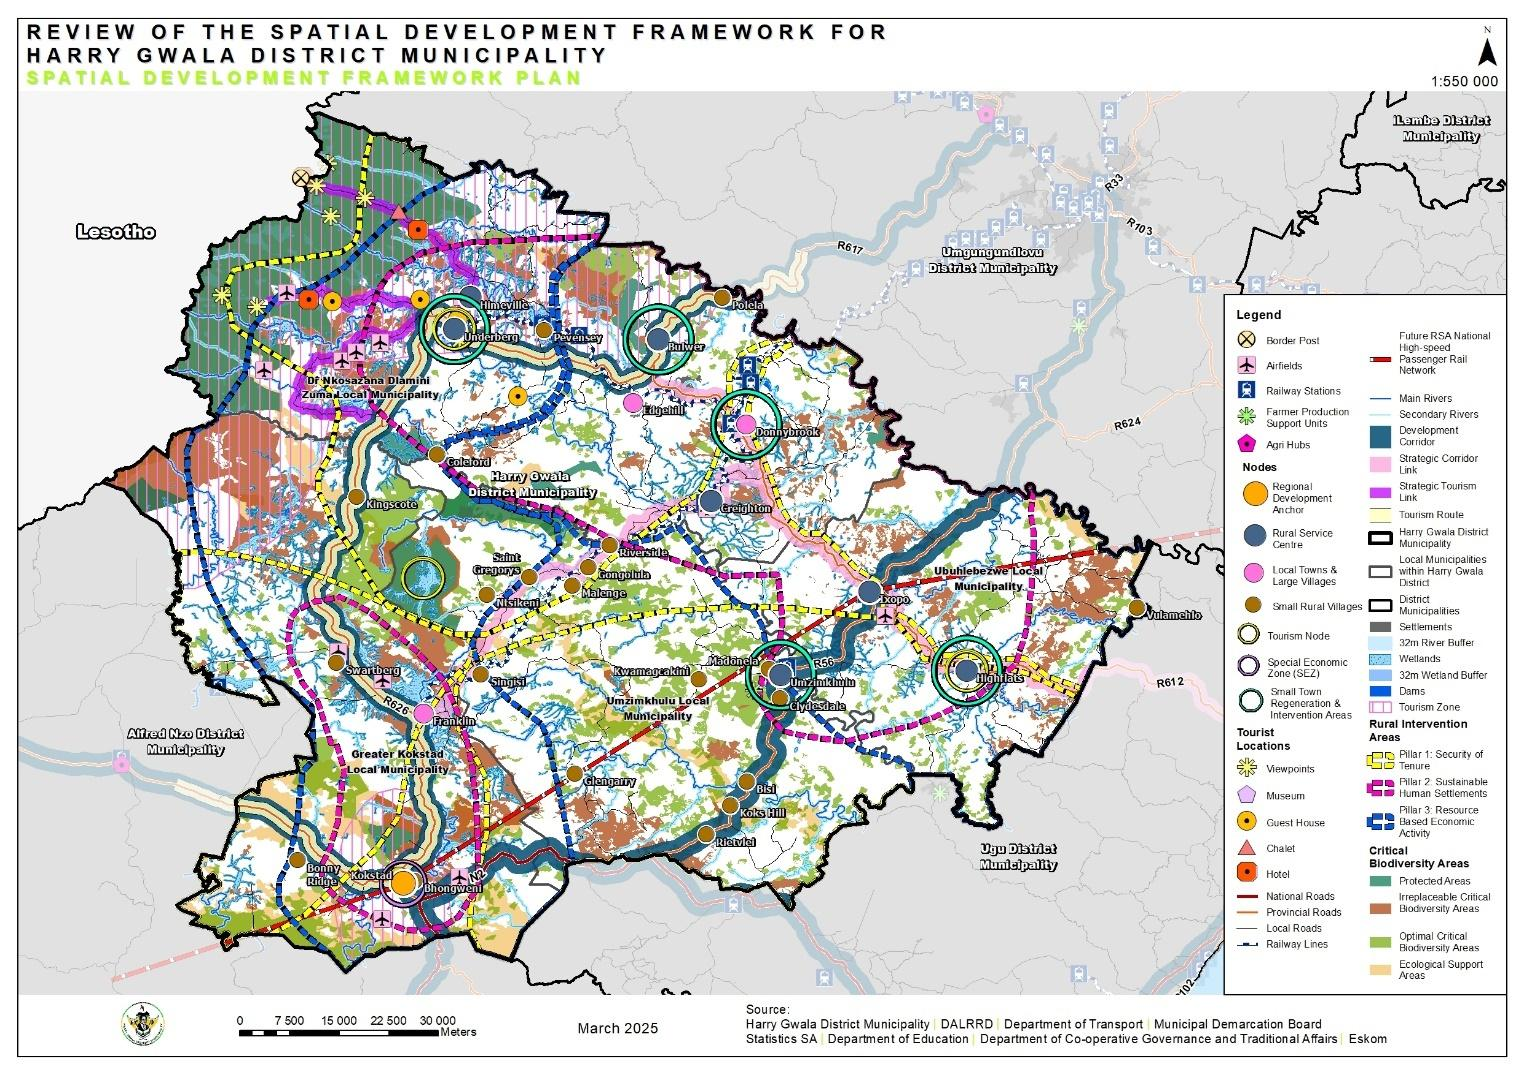 REVIEW OF THE SPATIAL DEVELOPMENT FRAMEWORK FOR
HARRY GWALA DISTRICT MUNICIPALITY
SPATIAL DEVELOPMENT FRAMEWORK PLAN
N
1:550 000
iLembe District
Municipality
R33
R103
Lesotho
R617
Umgungundlovu
District Municipality
Himeville
Underberg
Pevensey
Polela
Bulwer
Dr Nkosazana Dlamini
Zuma Local Municipality
Edgehill
Donnybrook
R624
Coleford
Harry Gwala
District Municipality
Kingscote
Creighton
Riverside
Saint
Gregorys
Gongolula
Malenge
Nisikeni
Ubuhlebezwe Local
Municipality
Ixopo
Vulamehlo
Swartberg
Singisi
Kwamagcakini
Madonela
R56
Umzimkhulu
Clydesdale
Highflats
R612
Umzimkhulu Local
Municipality
R626
Franklin
Alfred Nzo District
Municipality
Greater Kokstad
Local Municipality
Glengarry
Bisi
Koks Hill
Rietvlei
Ugu District
Municipality
Bonny
Ridge
Kokstad
Bhongweni
N2
R102
Legend
Border Post
Airfields
Railway Stations
Farmer Production
Support Units
Agri Hubs
Nodes
Regional
Development
Anchor
Rural Service
Centre
Local Towns &
Large Villages
Small Rural Villages
Tourism Node
Special Economic
Zone (SEZ)
Small Town
Regeneration &
Intervention Areas
Tourist
Locations
Viewpoints
Museum
Guest House
Chalet
Hotel
National Roads
Provincial Roads
Local Roads
Railway Lines
Future RSA National
High-speed
Passenger Rail
Network
Main Rivers
Secondary Rivers
Development
Corridor
Strategic Corridor
Link
Strategic Tourism
Link
Tourism Route
Harry Gwala District
Municipality
Local Municipalities
within Harry Gwala
District
District
Municipalities
Settlements
32m River Buffer
Wetlands
32m Wetland Buffer
Dams
Tourism Zone
Rural Intervention
Areas
Pillar 1: Security of
Tenure
Pillar 2: Sustainable
Human Settlements
Pillar 3: Resource
Based Economic
Activity
Critical
Biodiversity Areas
Protected Areas
Irreplaceable Critical
Biodiversity Areas
Optimal Critical
Biodiversity Areas
Ecological Support
Areas
0 7 500 15 000 22 500 30 000
Meters
March 2025
Source:
Harry Gwala District Municipality | DALRRD | Department of Transport | Municipal Demarcation Board
Statistics SA | Department of Education | Department of Co-operative Governance and Traditional Affairs | Eskom